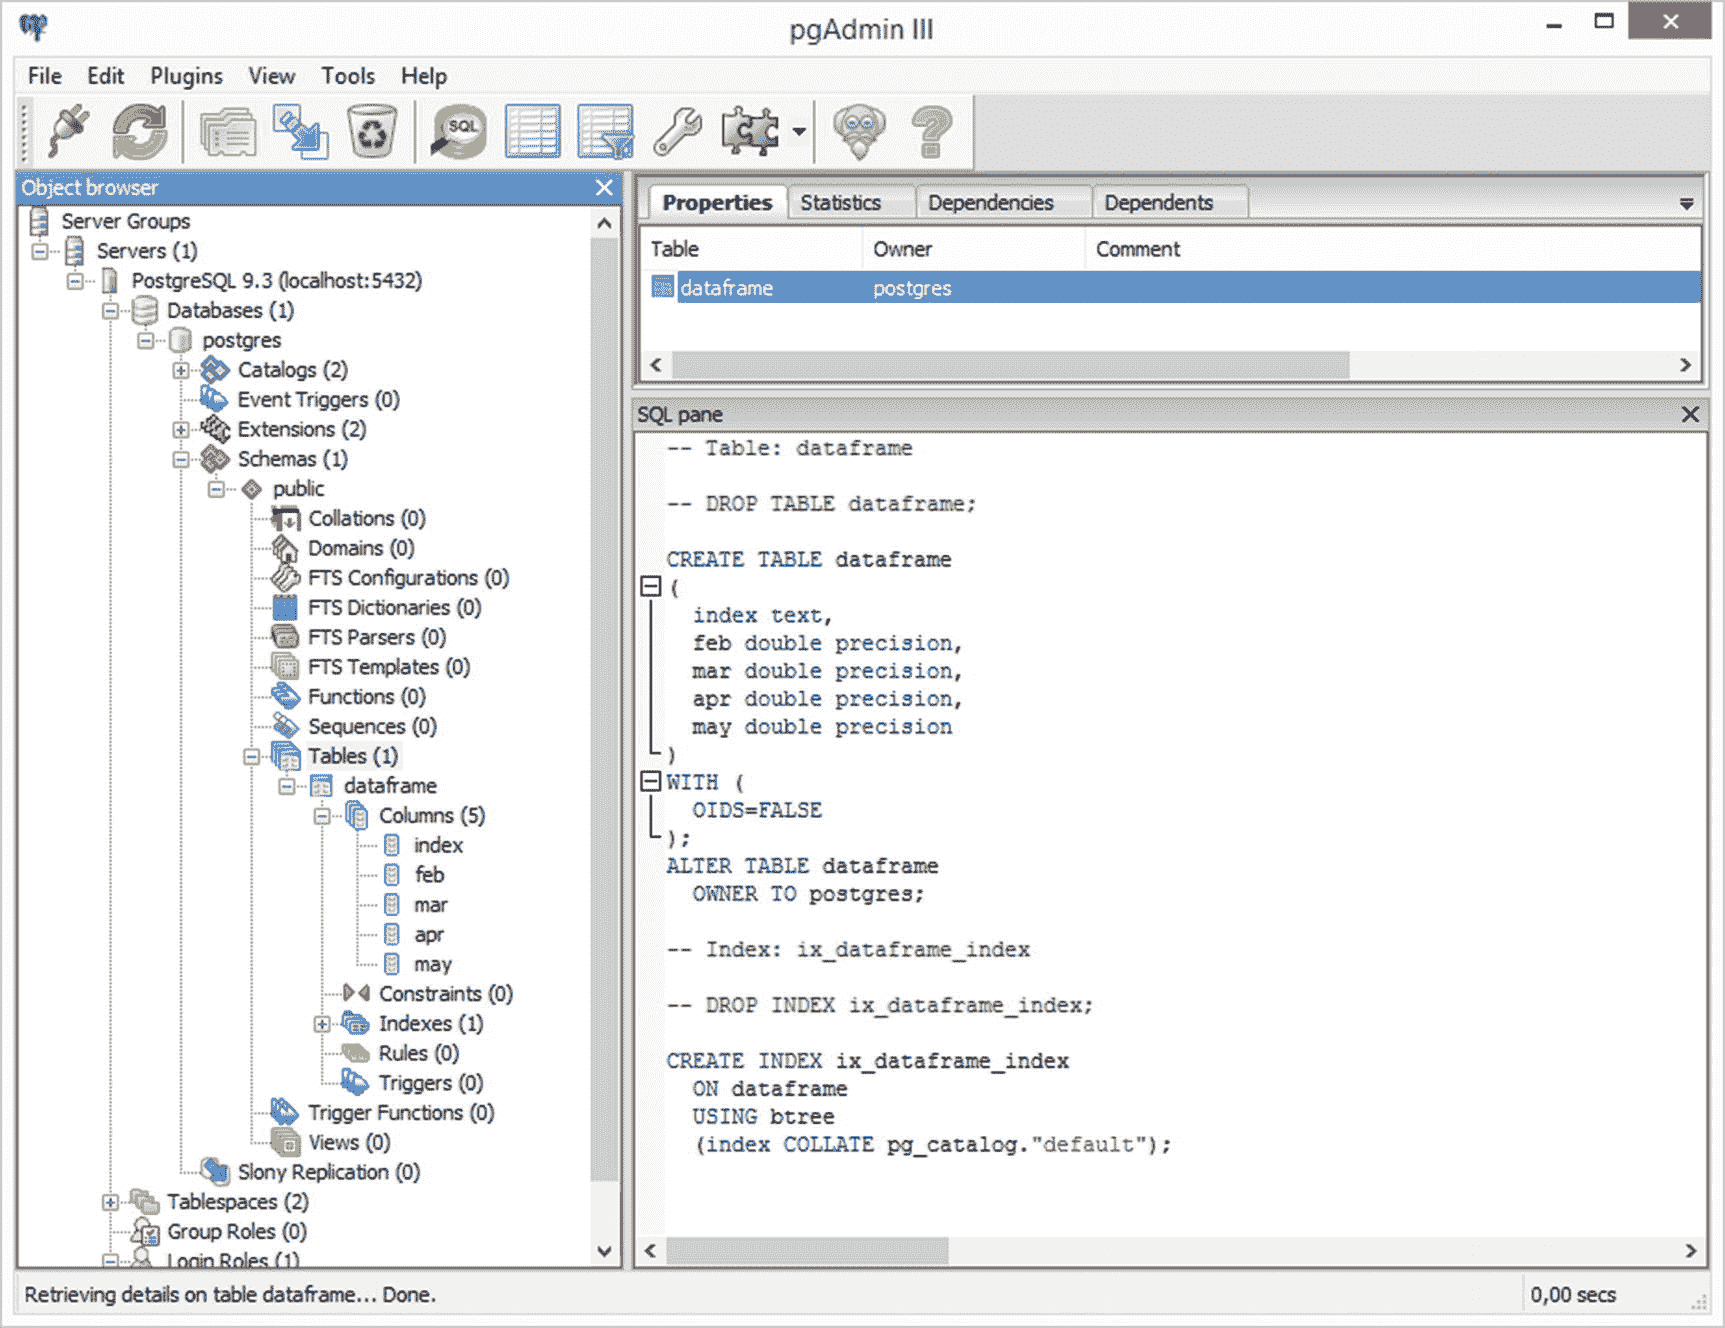 pgAdmin III
File Edit Plugins View Tools Help
SQL
Object browser
Server Groups
Servers (1)
PostgreSQL 9.3 (localhost:5432)
Databases (1)
postgres
Catalogs (2)
Event Triggers (0)
Extensions (2)
Schemas (1)
public
Collations (0)
Domains (0)
FTS Configurations (0)
FTS Dictionaries (0)
FTS Parsers (0)
FTS Templates (0)
Functions (0)
Sequences (0)
Tables (1)
dataframe
Columns (5)
index
feb
mar
apr
may
Constraints (0)
Indexes (1)
Rules (0)
Triggers (0)
Trigger Functions (0)
Views (0)
Slony Replication (0)
Tablespaces (2)
Group Roles (0)
Login Roles (1)
Properties Statistics Dependencies Dependents
Table Owner Comment
dataframe postgres
SQL pane
-- Table: dataframe
-- DROP TABLE dataframe;
CREATE TABLE dataframe
(
index text,
feb double precision,
mar double precision,
apr double precision,
may double precision
)
WITH (
OIDS=FALSE
);
ALTER TABLE dataframe
OWNER TO postgres;
-- Index: ix_dataframe_index
-- DROP INDEX ix_dataframe_index;
CREATE INDEX ix_dataframe_index
ON dataframe
USING btree
(index COLLATE pg_catalog."default");
Retrieving details on table dataframe... Done.
0,00 secs